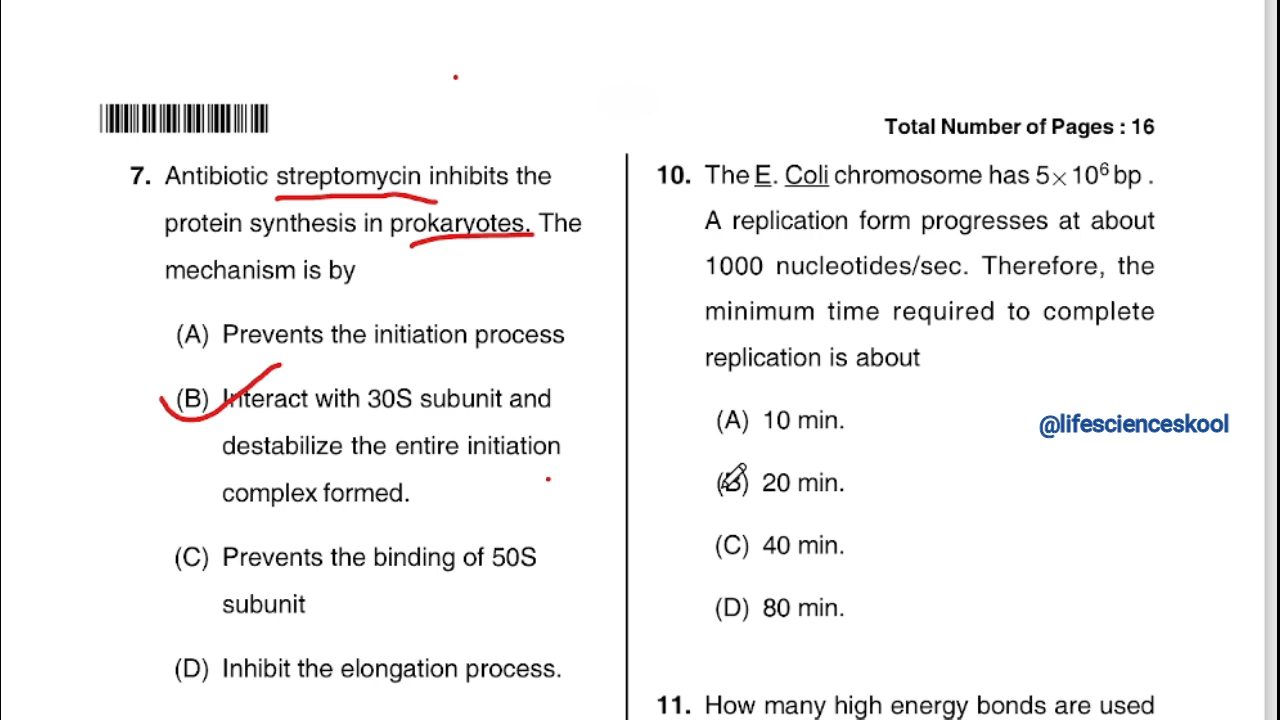 Total Number of Pages : 16
7. Antibiotic streptomycin inhibits the
protein synthesis in prokaryotes. The
mechanism is by
(A) Prevents the initiation process
(B) Interact with 30S subunit and
destabilize the entire initiation
complex formed.
(C) Prevents the binding of 50S
subunit
(D) Inhibit the elongation process.
10. The E. Coli chromosome has 5×10⁶ bp .
A replication form progresses at about
1000 nucleotides/sec. Therefore, the
minimum time required to complete
replication is about
(A) 10 min.
@lifescienceskool
20 min.
(C) 40 min.
(D) 80 min.
11. How many high energy bonds are used